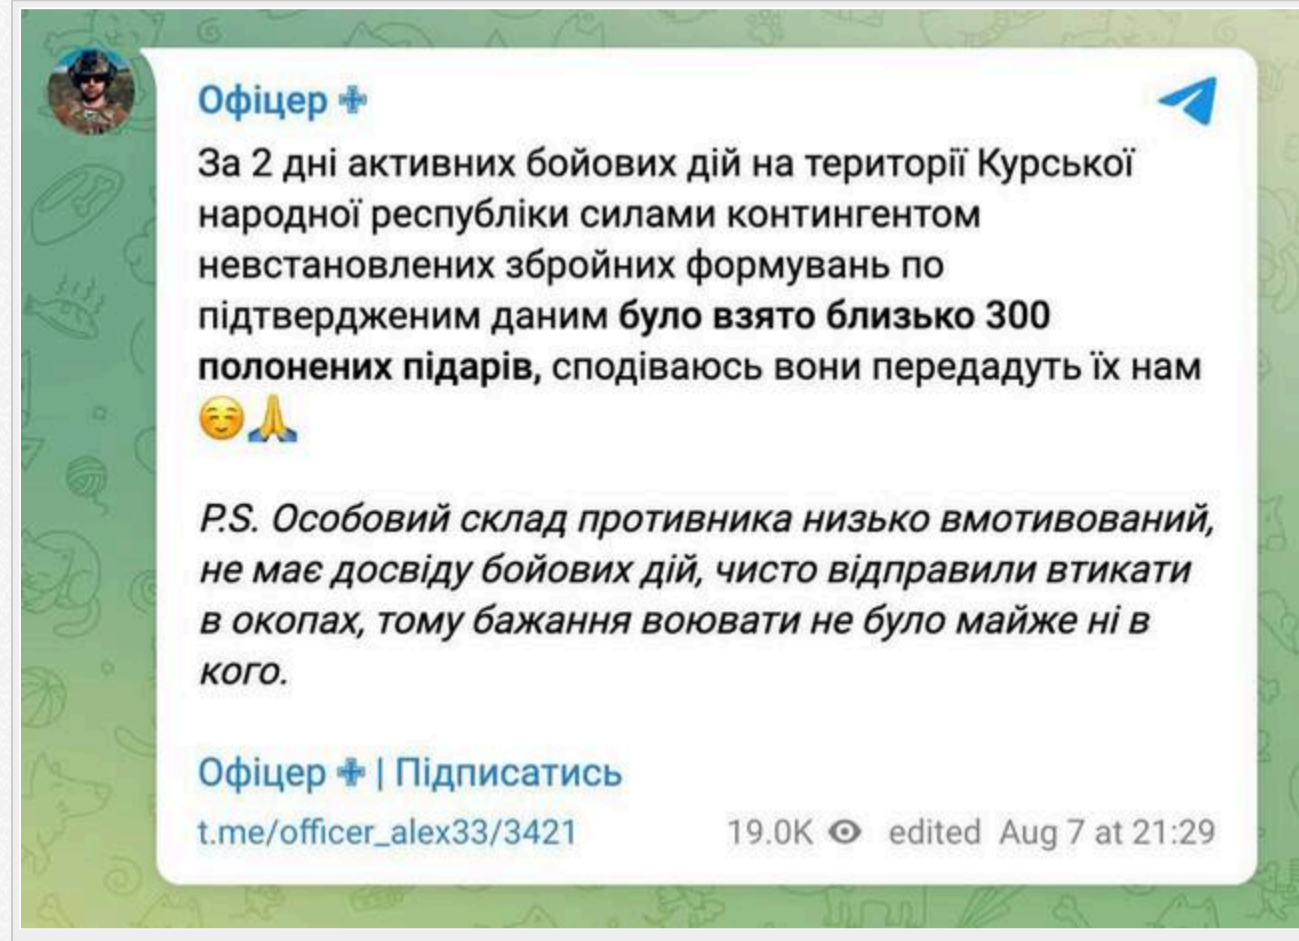 Офіцер
За 2 дні активних бойових дій на території Курської
народної республіки силами контингентом
невстановлених збройних формувань по
підтвердженим даним було взято близько 300
полонених підарів, сподіваюсь вони передадуть їх нам
☺️🙏
P.S. Особовий склад противника низько вмотивований,
не має досвіду бойових дій, чисто відправили втикати
в окопах, тому бажання воювати не було майже ні в
кого.
Офіцер | Підписатись
t.me/officer_alex33/3421 19.0K edited Aug 7 at 21:29